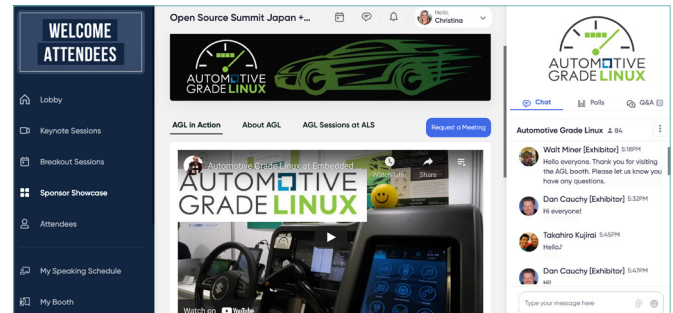 WELCOME
ATTENDEES
Lobby
Keynote Sessions
Breakout Sessions
Sponsor Showcase
Attendees
My Speaking Schedule
My Booth
Open Source Summit Japan +...
Hello,
Christina
AUTOMOTIVE
GRADE LINUX
AGL in Action
About AGL
AGL Sessions at ALS
Request a Meeting
Automotive Grade Linux at Embedded
Watch later
Share
AUTOMOTIVE
GRADE LINUX
Watch on YouTube
AUTOMOTIVE
GRADE LINUX
Chat
Polls
Q&A
Automotive Grade Linux 84
Walt Miner [Exhibitor] 5:18PM
Hello everyone. Thank you for visiting
the AGL booth. Please let us know you
have any questions.
Dan Cauchy [Exhibitor] 5:32PM
Hi everyone!
Takahiro Kujirai 5:45PM
Hello♪
Dan Cauchy [Exhibitor] 5:47PM
Hi!
Type your message here